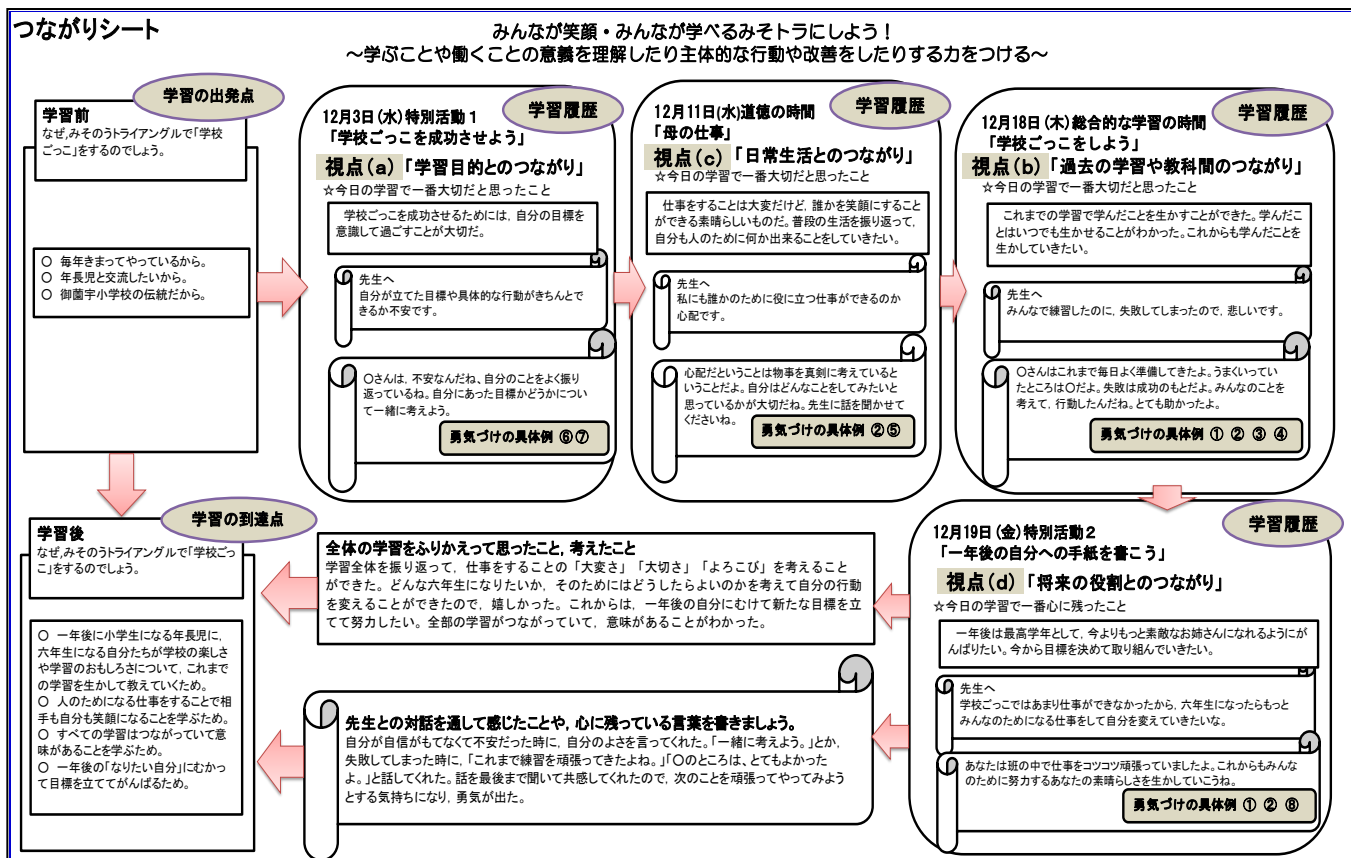 つながりシート
みんなが笑顔・みんなが学べるみそトラにしよう！
～学ぶことや働くことの意義を理解したり主体的な行動や改善をしたりする力をつける～
学習の出発点
学習前
なぜ,みそのうトライアングルで「学校
ごっこ」をするのでしょう。
○ 毎年きまってやっているから。
○ 年長児と交流したいから。
○ 御薗宇小学校の伝統だから。
学習履歴
12月3日(水)特別活動1
「学校ごっこを成功させよう」
視点(a)「学習目的とのつながり」
☆今日の学習で一番大切だと思ったこと
学校ごっこを成功させるためには,自分の目標を
意識して過ごすことが大切だ。
先生へ
自分が立てた目標や具体的な行動がきちんとで
きるか不安です。
○さんは,不安なんだね、自分のことをよく振り
返っているね。自分にあった目標かどうかについ
て一緒に考えよう。
勇気づけの具体例 ⑥⑦
学習履歴
12月11日(水)道徳の時間
「母の仕事」
視点(c)「日常生活とのつながり」
☆今日の学習で一番大切だと思ったこと
仕事をすることは大変だけど、誰かを笑顔にすること
ができる素晴らしいものだ。普段の生活を振り返って,
自分も人のために何か出来ることをしていきたい。
先生へ
私にも誰かのために役に立つ仕事ができるのか
心配です。
心配だということは物事を真剣に考えていると
いうことだよ。自分はどんなことをしてみたいと
思っているかが大切だね。先生に話を聞かせて
くださいね。
勇気づけの具体例 ②⑤
学習履歴
12月18日(木)総合的な学習の時間
「学校ごっこをしよう」
視点(b)「過去の学習や教科間のつながり」
☆今日の学習で一番大切だと思ったこと
これまでの学習で学んだことを生かすことができた。学んだこ
とはいつでも生かせることがわかった。これからも学んだことを
生かしていきたい。
先生へ
みんなで練習したのに,失敗してしまったので,悲しいです。
○さんはこれまで毎日よく準備してきたよ。うまくいってい
たところは○だよ。失敗は成功のもとだよ。みんなのことを
考えて,行動したんだね。とても助かったよ。
勇気づけの具体例 ① ② ③ ④
学習履歴
12月19日(金)特別活動2
「一年後の自分への手紙を書こう」
視点(d)「将来の役割とのつながり」
☆今日の学習で一番心に残ったこと
一年後は最高学年として,今よりもっと素敵なお姉さんになれるようにが
んばりたい。今から目標を決めて取り組んでいきたい。
先生へ
学校ごっこではあまり仕事ができなかったから,六年生になったらもっと
みんなのためになる仕事をして自分を変えていきたいな。
あなたは班の中で仕事をコツコツ頑張っていましたよ。これからもみんな
のために努力するあなたの素晴らしさを生かしていこうね。
勇気づけの具体例 ① ② ⑧
全体の学習をふりかえって思ったこと,考えたこと
学習全体を振り返って,仕事をすることの「大変さ」「大切さ」「よろこび」を考えること
ができた。どんな六年生になりたいか,そのためにはどうしたらよいのかを考えて自分の行動
を変えることができたので,嬉しかった。これからは,一年後の自分にむけて新たな目標を立
てて努力したい。全部の学習がつながっていて,意味があることがわかった。
先生との対話を通して感じたことや,心に残っている言葉を書きましょう。
自分が自信がもてなくて不安だった時に,自分のよさを言ってくれた。「一緒に考えよう。」とか,
失敗してしまった時に,「これまで練習を頑張ってきたよね。」「○のところは,とてもよかった
よ。」と話してくれた。話を最後まで聞いて共感してくれたので,次のことを頑張ってやってみよう
とする気持ちになり,勇気が出た。
学習の到達点
学習後
なぜ,みそのうトライアングルで「学校ごっ
こ」をするのでしょう。
○ 一年後に小学生になる年長児に,
六年生になる自分たちが学校の楽しさ
や学習のおもしろさについて,これまで
の学習を生かして教えていくため。
○ 人のためになる仕事をすることで相
手も自分も笑顔になることを学ぶため。
○ すべての学習はつながっていて意
味があることを学ぶため。
○ 一年後の「なりたい自分」にむかっ
て目標を立ててがんばるため。